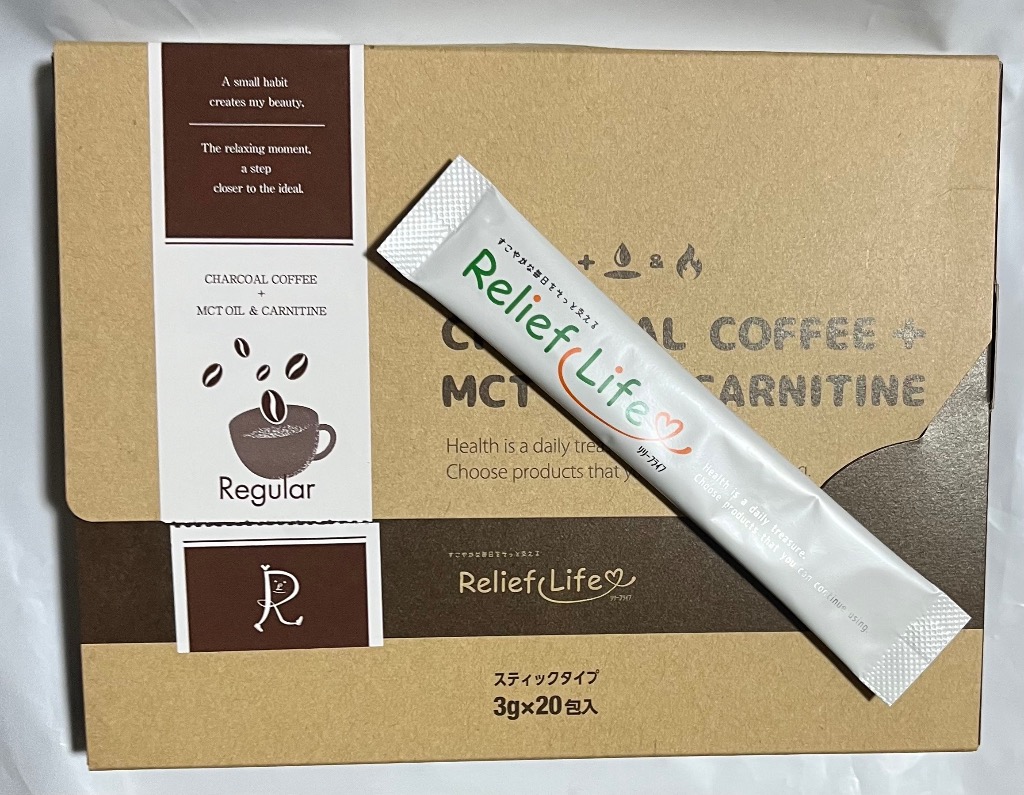 A small habit
creates my beauty.
The relaxing moment,
a step
closer to the ideal.
CHARCOAL COFFEE
+
MCT OIL & CARNITINE
Regular
R
+ &
COFFEE +
MCT CARNITINE
Health is a daily
Choose products that
すこやかな毎日をそっと支える
Relief Life
リリーフライフ
Health is a daily treasure.
Choose products that you can continue using
すこやかな毎日をそっと支える
Relief Life
リリーフライフ
スティックタイプ
3g×20包入